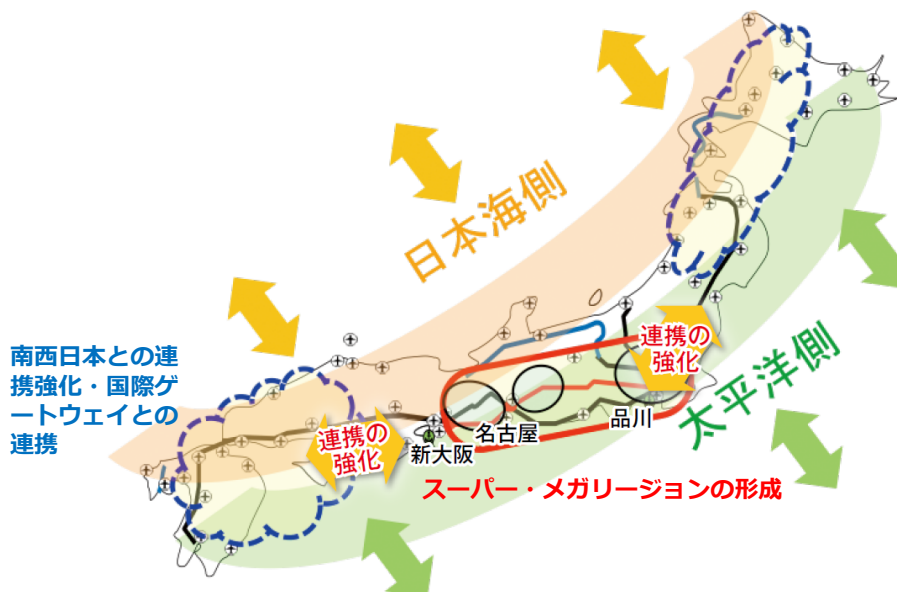 日本海側
南西日本との連
携強化・国際ゲ
ートウェイとの
連携
連携の
強化
太平洋側
連携の
強化
新大阪
名古屋
品川
スーパー・メガリージョンの形成